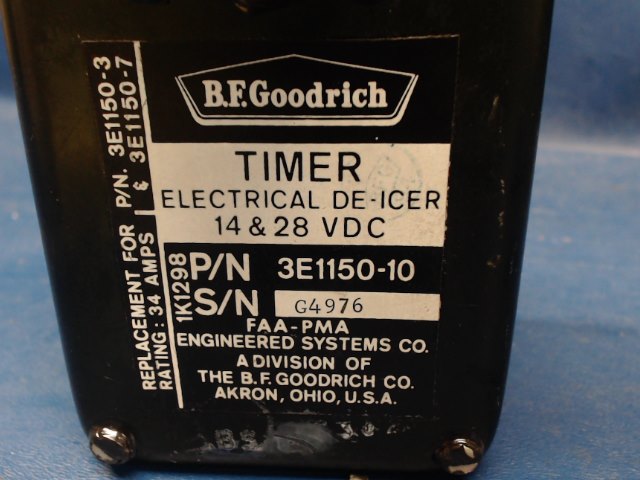 B.F.Goodrich
TIMER
ELECTRICAL DE-ICER
14 & 28 VDC
P/N 3E1150-10
S/N G4976
FAA-PMA
ENGINEERED SYSTEMS CO.
A DIVISION OF
THE B.F. GOODRICH CO.
AKRON, OHIO, U.S.A.
REPLACEMENT FOR P/N. 3E1150-3
& 3E1150-7
RATING: 34 AMPS
1K1298